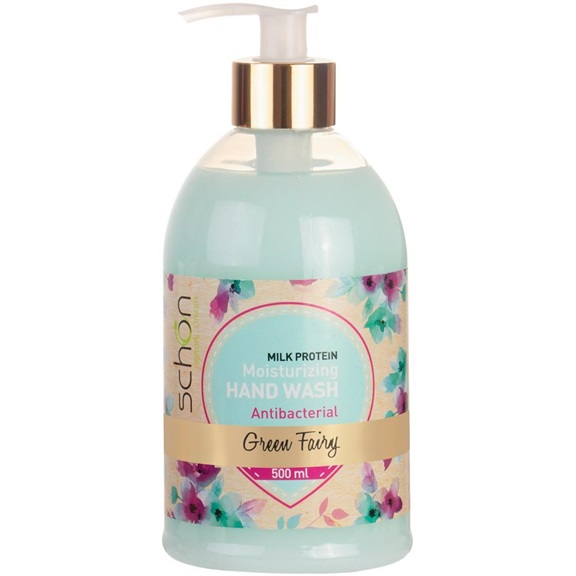 schön
MILK PROTEIN
Moisturizing
HAND WASH
Antibacterial
Green Fairy
500 ml